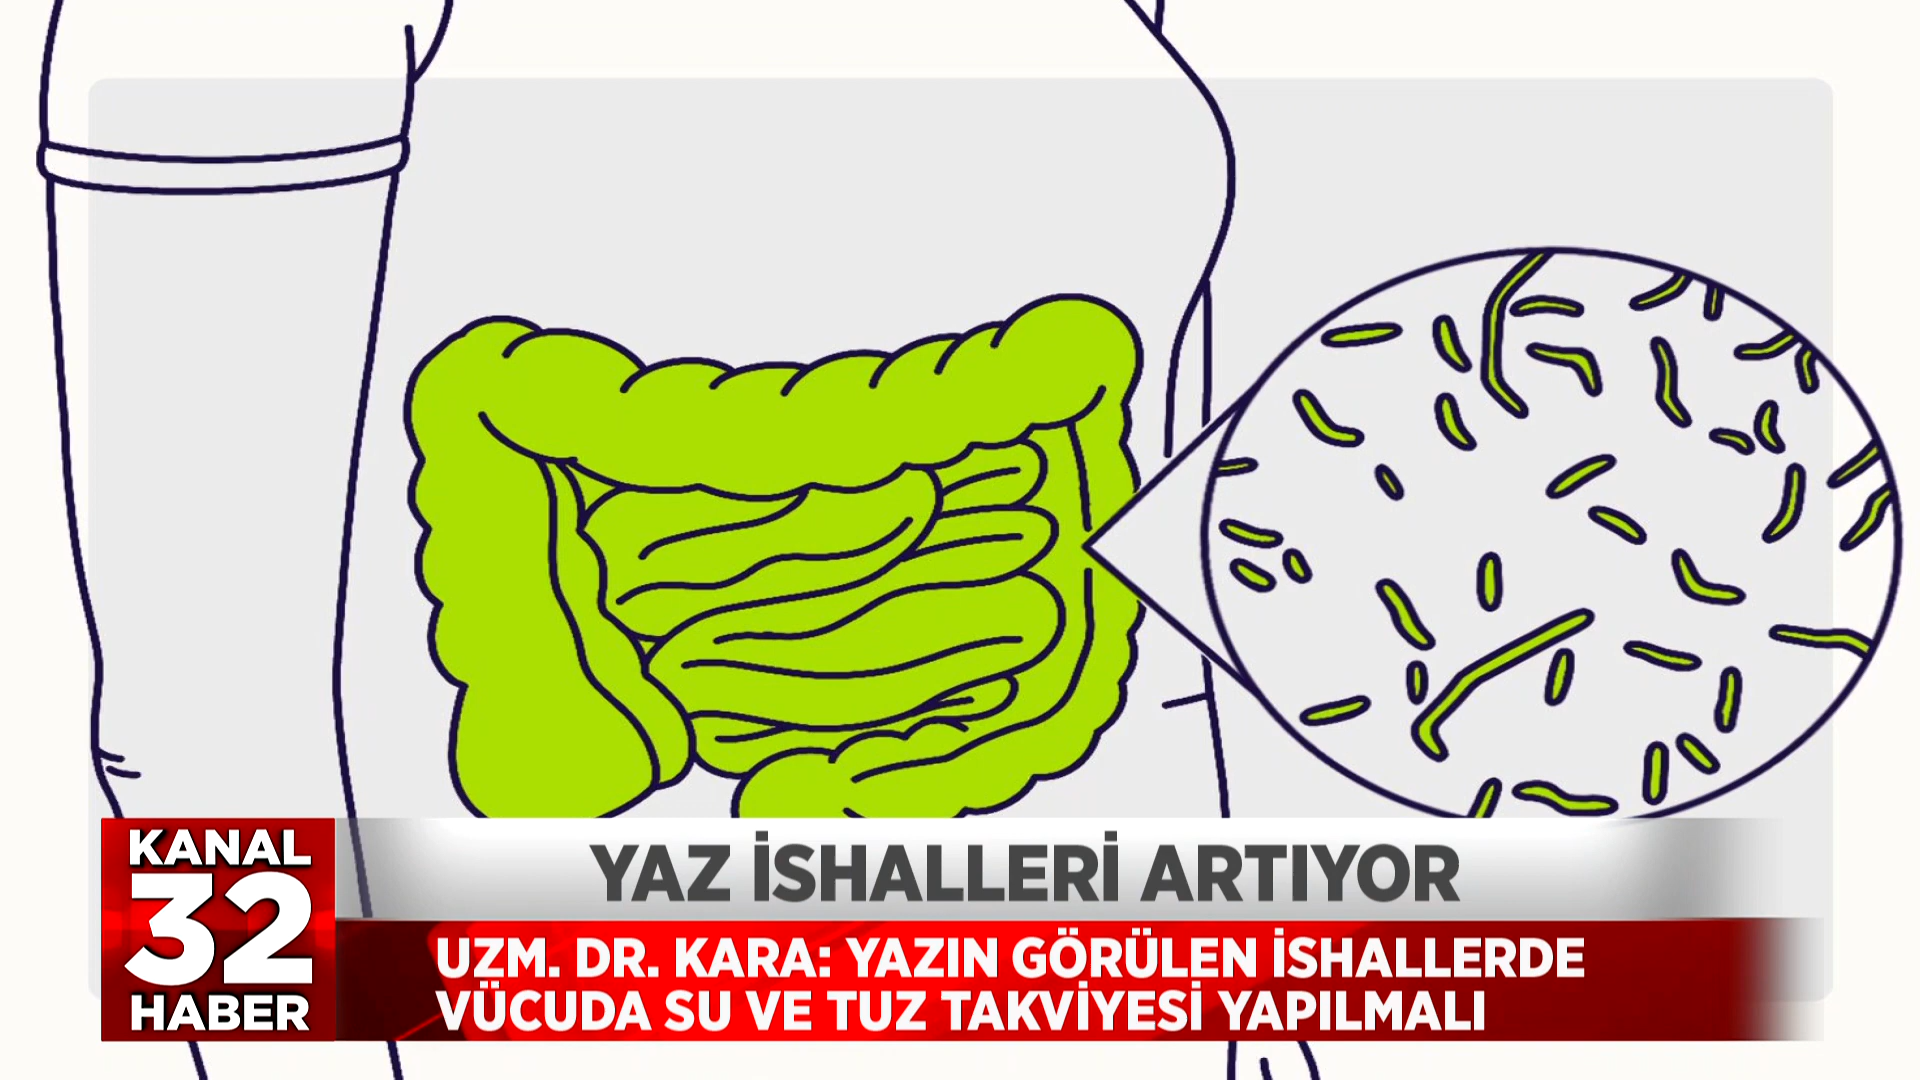 KANAL
32
HABER
YAZ İSHALLERİ ARTIYOR
UZM. DR. KARA: YAZIN GÖRÜLEN İSHALLERDE
VÜCUDA SU VE TUZ TAKVİYESİ YAPILMALI